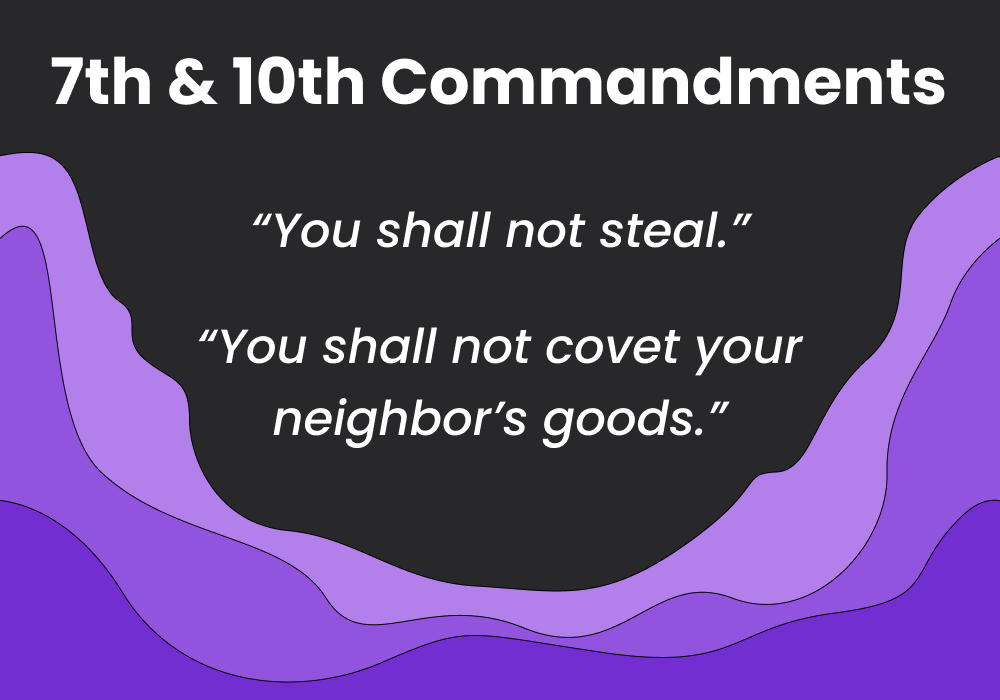 7th & 10th Commandments
“You shall not steal.”
“You shall not covet your
neighbor’s goods.”